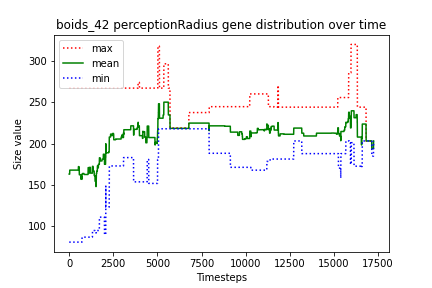 boids_42 perceptionRadius gene distribution over time
max
mean
min
Size value
300
250
200
150
100
0
2500
5000
7500
10000
12500
15000
17500
Timesteps